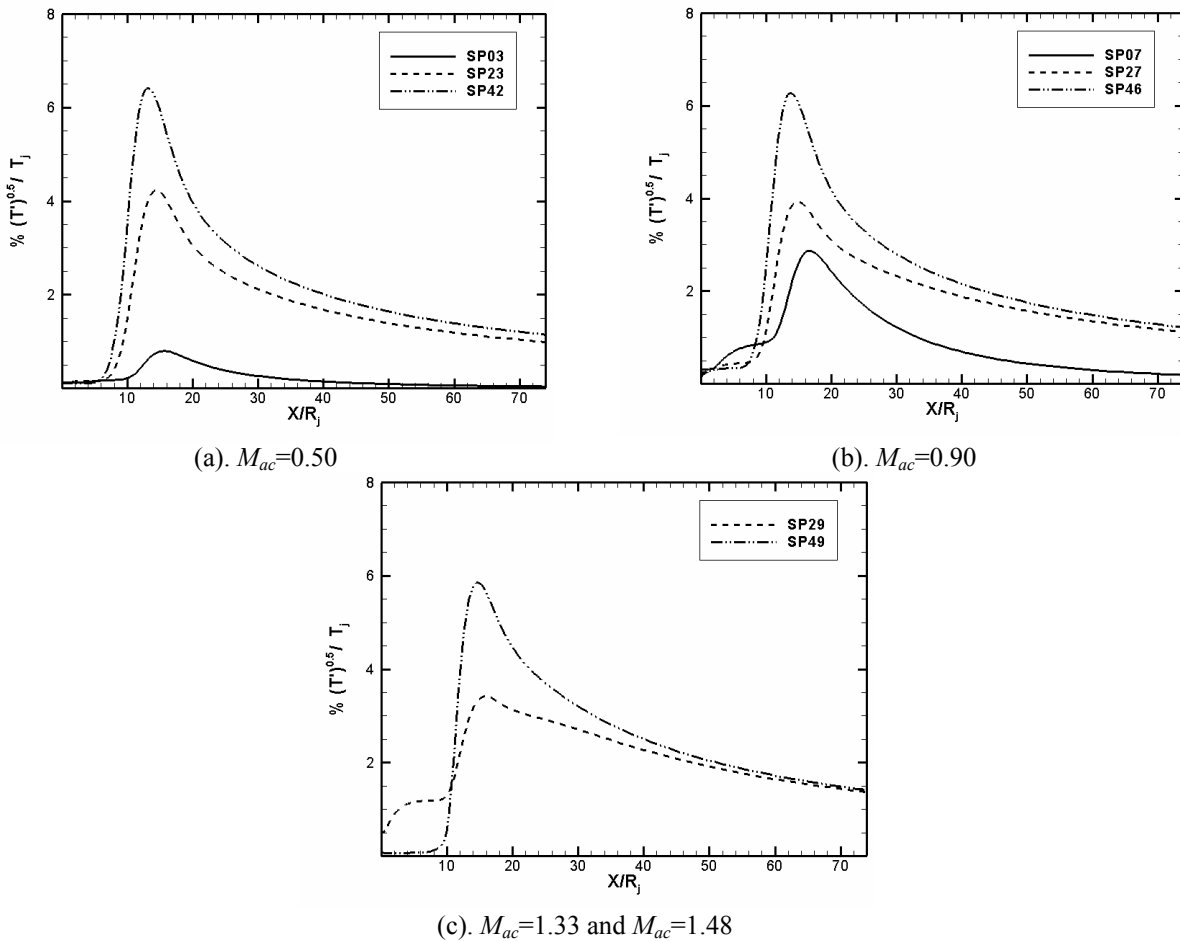 8
6
4
2
% (T')^0.5 / T_j
SP03
SP23
SP42
10 20 30 40 50 60 70
X/R_j
(a). M_ac=0.50
8
6
4
2
% (T')^0.5 / T_j
SP07
SP27
SP46
10 20 30 40 50 60 70
X/R_j
(b). M_ac=0.90
8
6
4
2
% (T')^0.5 / T_j
SP29
SP49
10 20 30 40 50 60 70
X/R_j
(c). M_ac=1.33 and M_ac=1.48